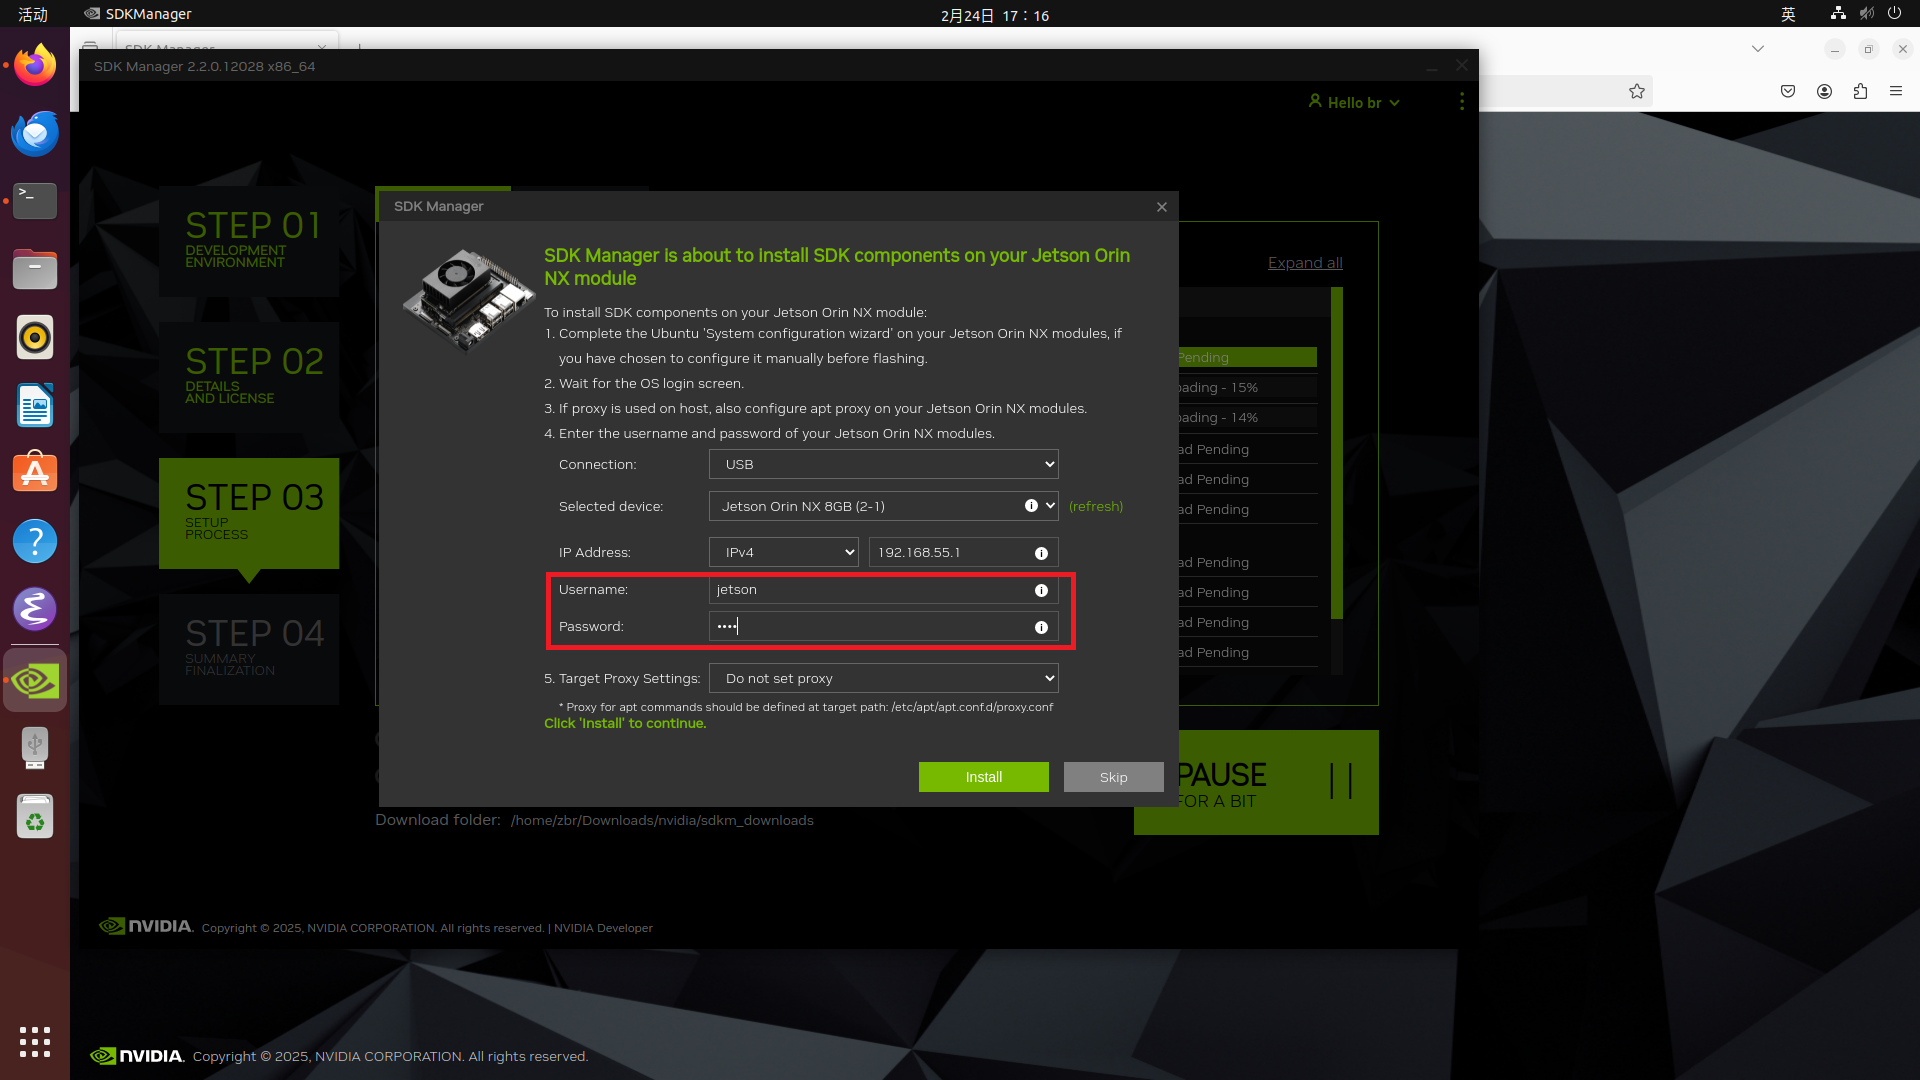 活动
SDKManager
2月24日 17：16
英
SDK Manager
SDK Manager 2.2.0.12028 x86_64
Hello br
STEP 01
DEVELOPMENT
ENVIRONMENT
STEP 02
DETAILS
AND LICENSE
STEP 03
SETUP
PROCESS
STEP 04
SUMMARY
FINALIZATION
Expand all
SDK Manager
SDK Manager is about to install SDK components on your Jetson Orin
NX module
To install SDK components on your Jetson Orin NX module:
1. Complete the Ubuntu 'System configuration wizard' on your Jetson Orin NX modules, if
you have chosen to configure it manually before flashing.
2. Wait for the OS login screen.
3. If proxy is used on host, also configure apt proxy on your Jetson Orin NX modules.
4. Enter the username and password of your Jetson Orin NX modules.
Connection: USB
Selected device: Jetson Orin NX 8GB (2-1) (refresh)
IP Address: IPv4 192.168.55.1
Username: jetson
Password: ••••
5. Target Proxy Settings: Do not set proxy
* Proxy for apt commands should be defined at target path: /etc/apt/apt.conf.d/proxy.conf
Click 'Install' to continue.
Install Skip
Pending
oading - 15%
oading - 14%
ad Pending
ad Pending
ad Pending
ad Pending
ad Pending
ad Pending
ad Pending
PAUSE
FOR A BIT
Download folder: /home/zbr/Downloads/nvidia/sdkm_downloads
NVIDIA. Copyright © 2025, NVIDIA CORPORATION. All rights reserved. | NVIDIA Developer
NVIDIA. Copyright © 2025, NVIDIA CORPORATION. All rights reserved.